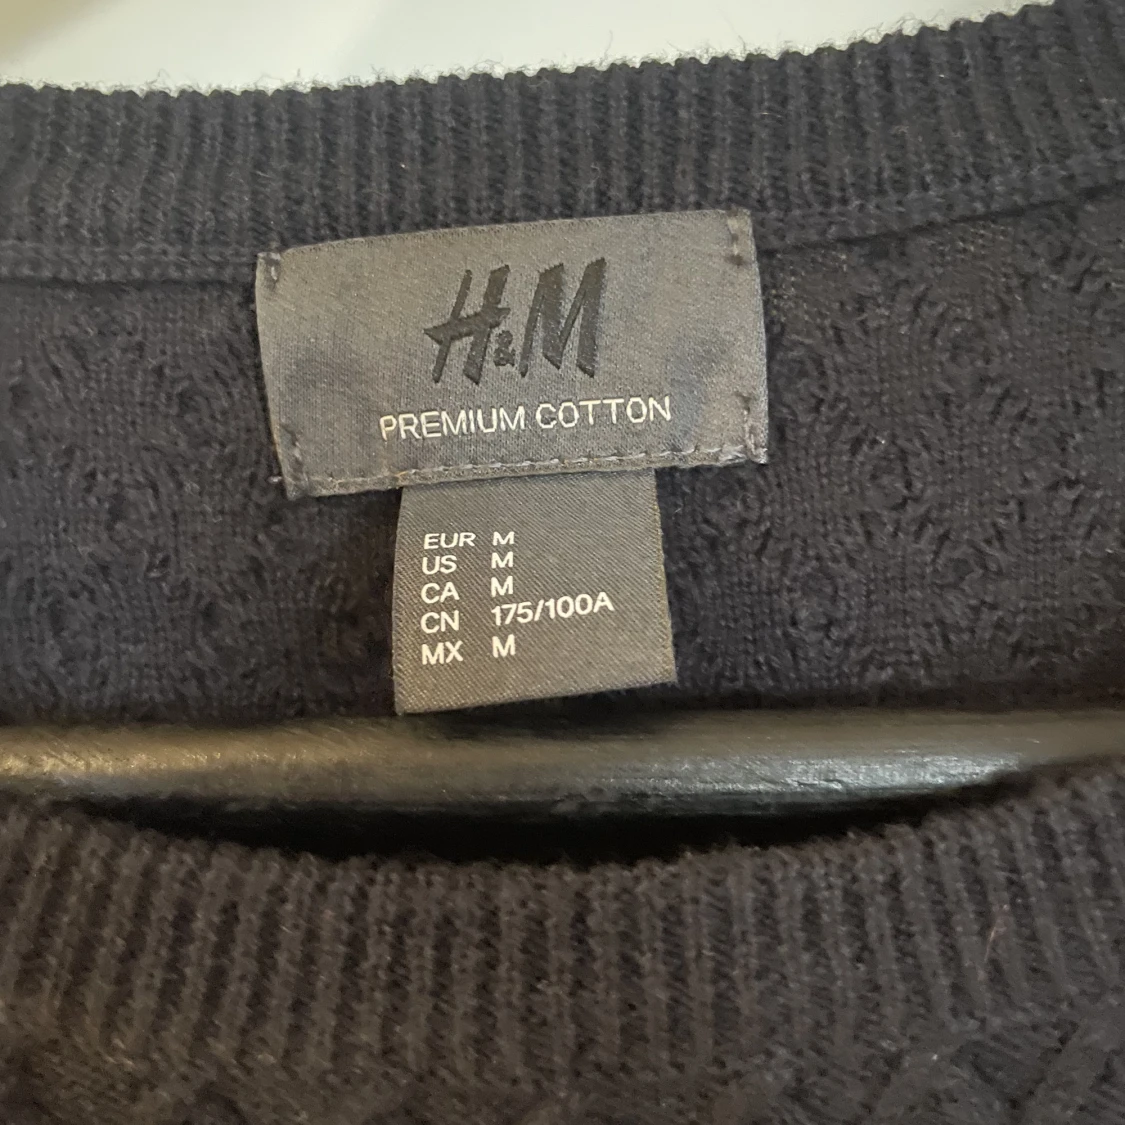 H&M
PREMIUM COTTON
EUR M
US M
CA M
CN 175/100A
MX M